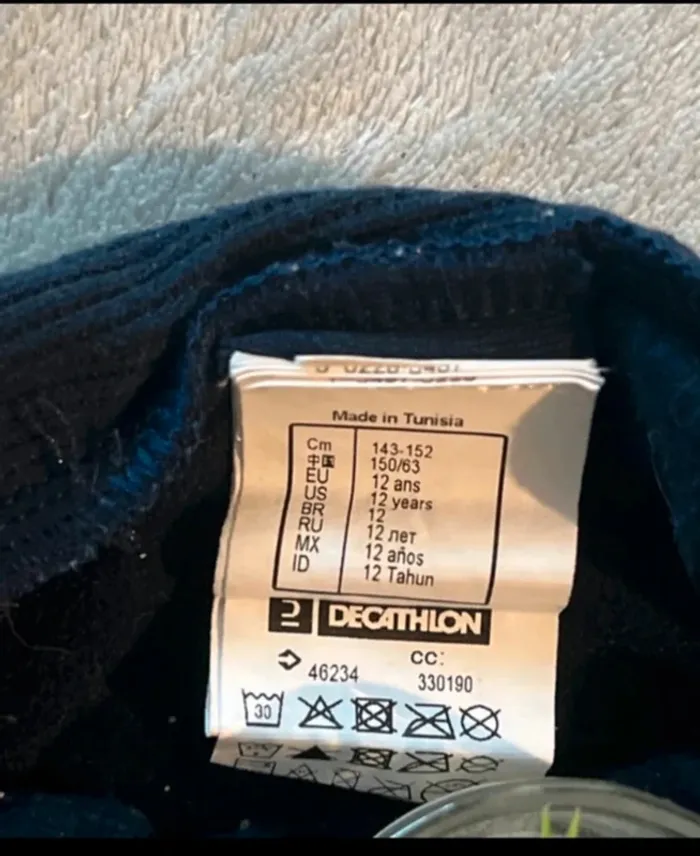 Made in Tunisia
Cm 143-152
中国 150/63
EU 12 ans
US 12 years
BR 12
RU 12 лет
MX 12 años
ID 12 Tahun
DECATHLON
CC:
46234 330190
30